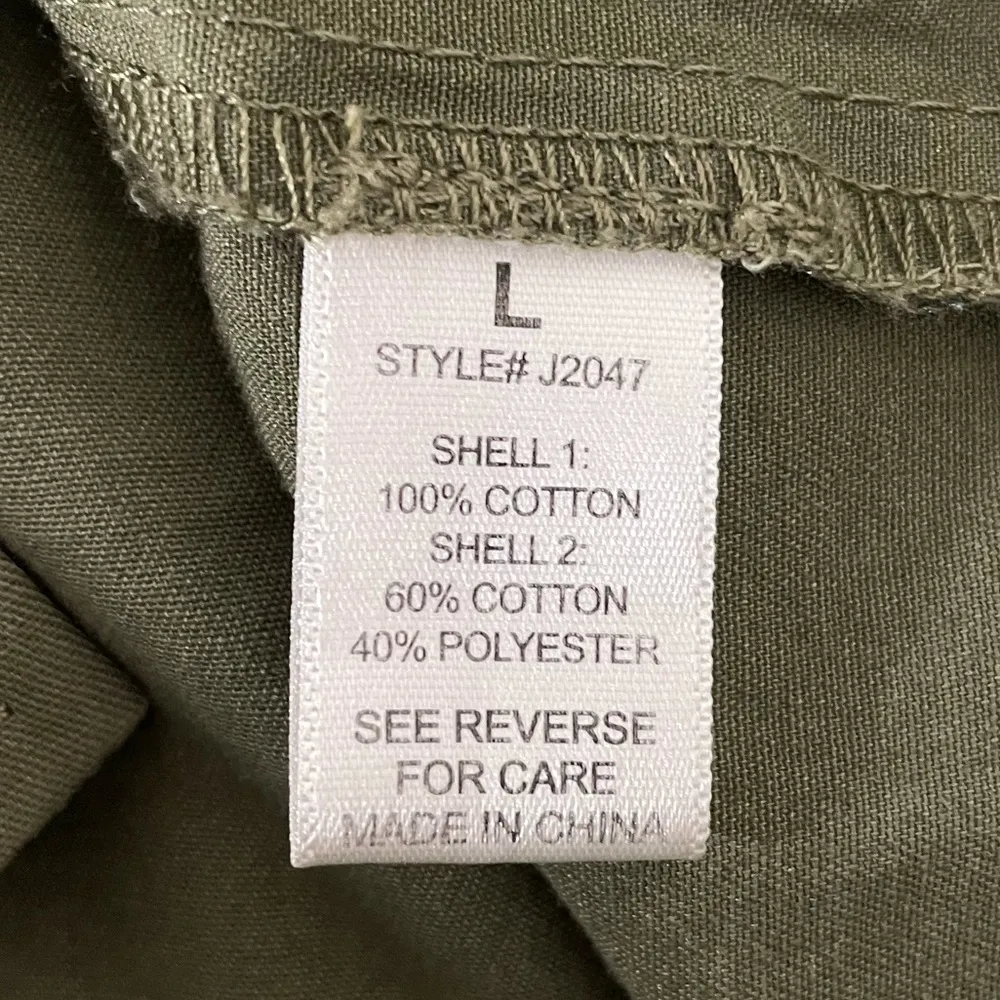 L
STYLE# J2047
SHELL 1:
100% COTTON
SHELL 2:
60% COTTON
40% POLYESTER
SEE REVERSE
FOR CARE
MADE IN CHINA